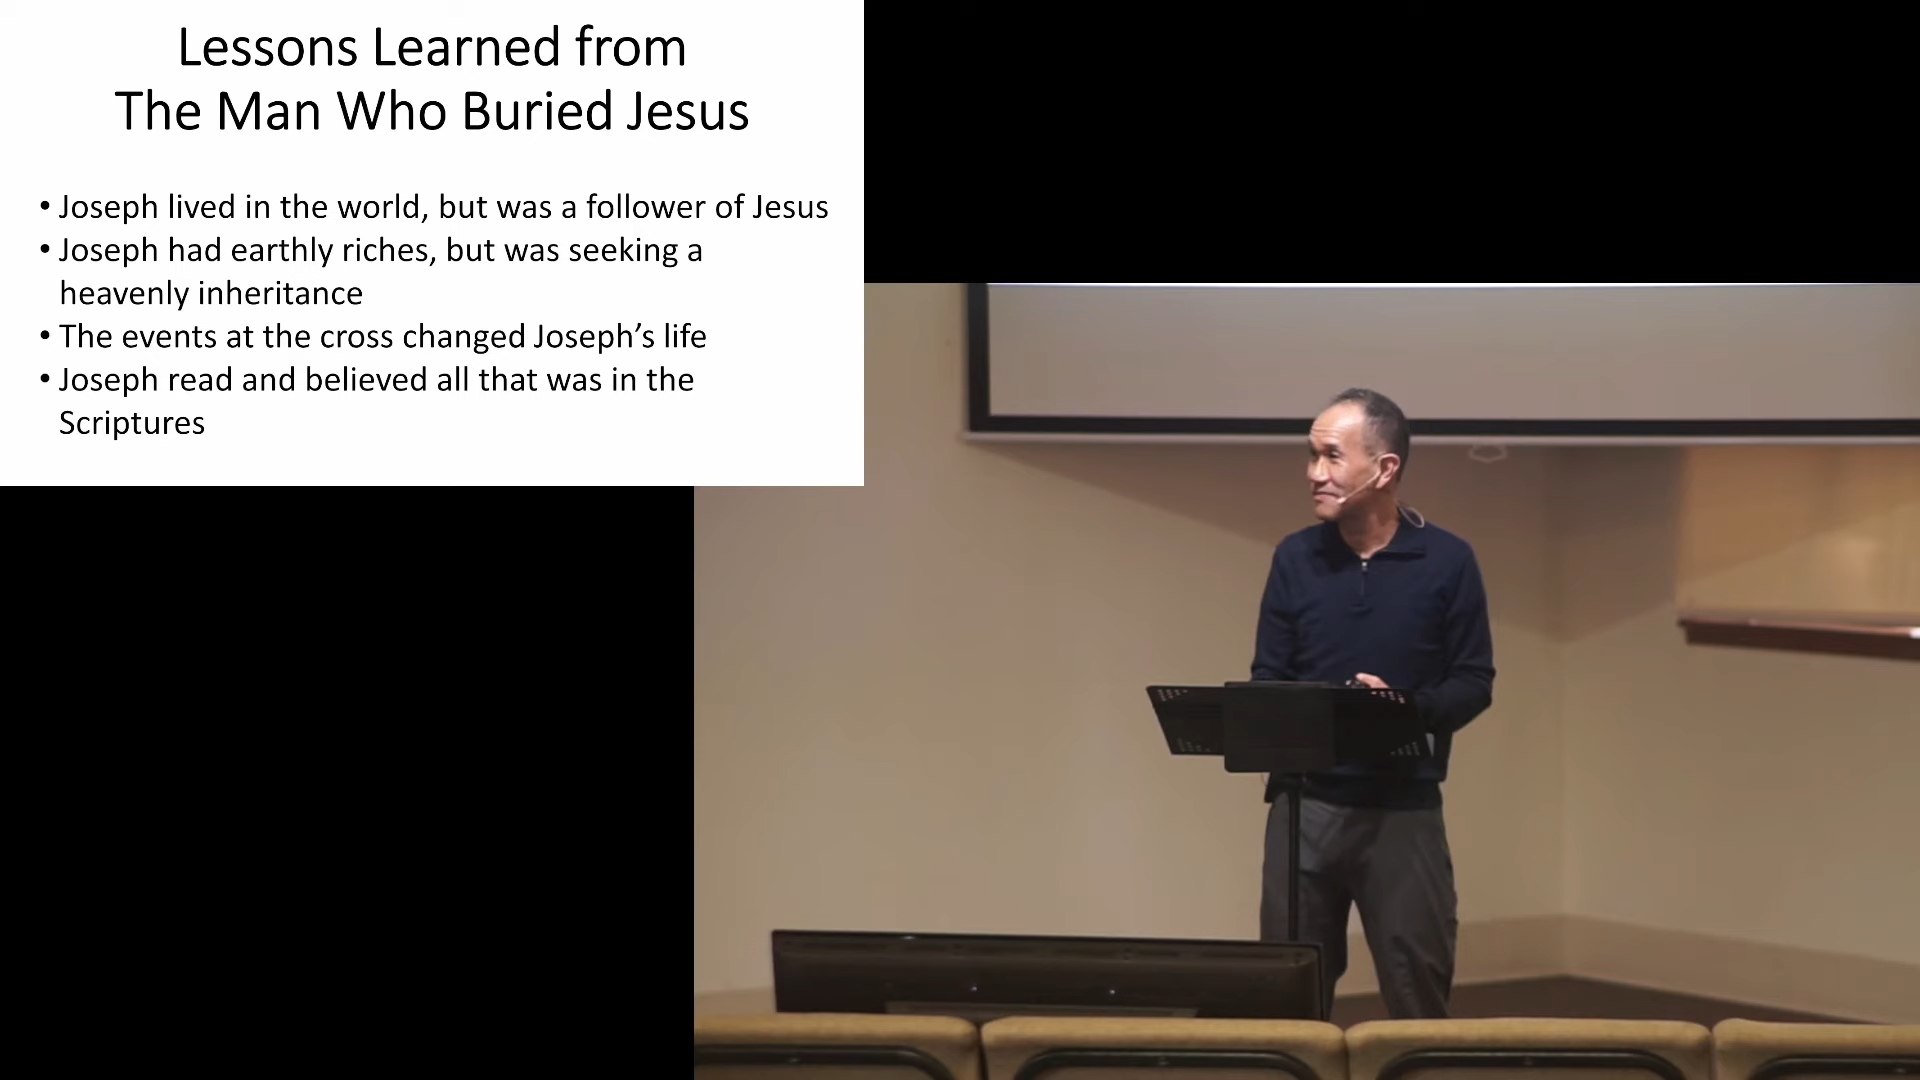 Lessons Learned from
The Man Who Buried Jesus
• Joseph lived in the world, but was a follower of Jesus
• Joseph had earthly riches, but was seeking a
heavenly inheritance
• The events at the cross changed Joseph’s life
• Joseph read and believed all that was in the
Scriptures